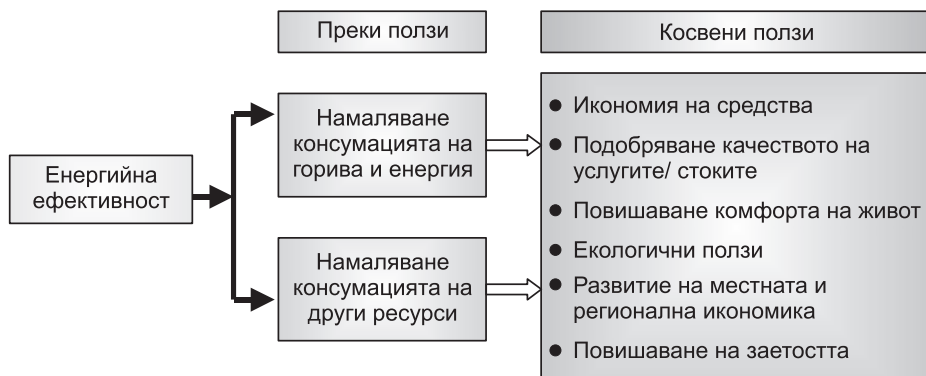 Преки ползи
Косвени ползи
Енергийна
ефективност
Намаляване
консумацията на
горива и енергия
Намаляване
консумацията на
други ресурси
● Икономия на средства
● Подобряване качеството на
услугите/ стоките
● Повишаване комфорта на живот
● Екологични ползи
● Развитие на местната и
регионална икономика
● Повишаване на заетостта